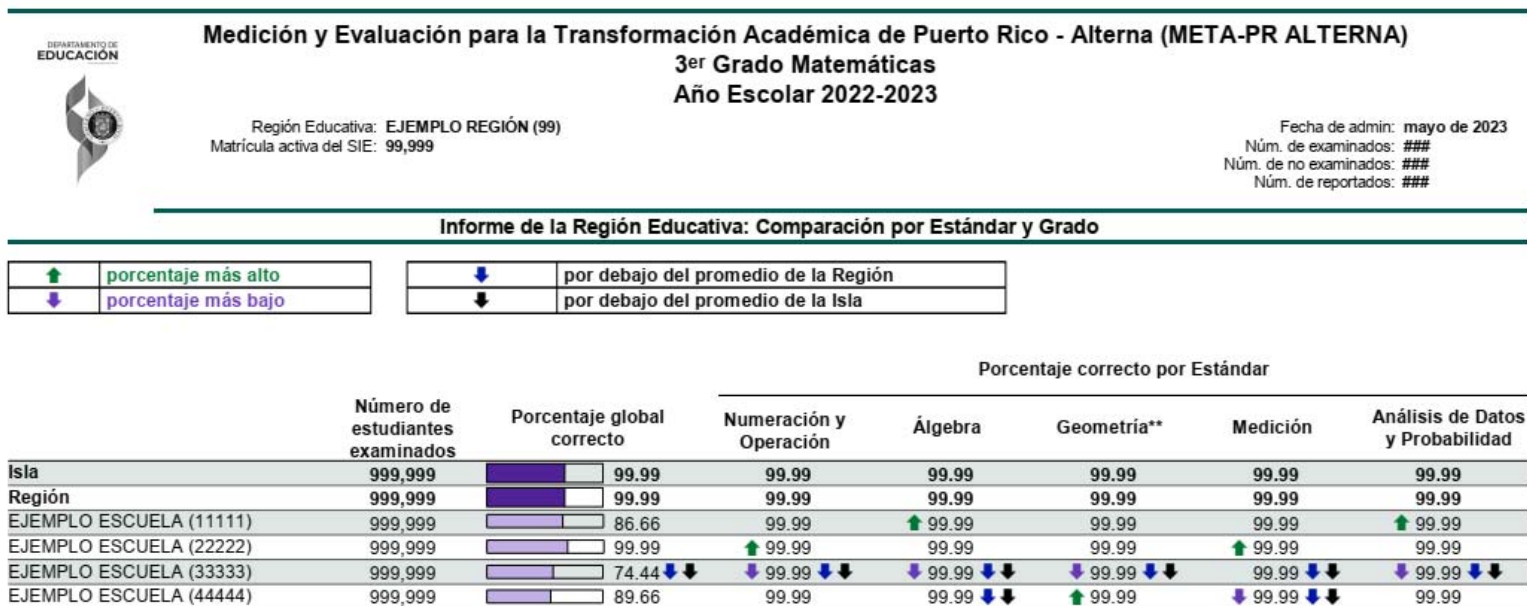 DEPARTAMENTO DE
EDUCACIÓN
Medición y Evaluación para la Transformación Académica de Puerto Rico - Alterna (META-PR ALTERNA)
3er Grado Matemáticas
Año Escolar 2022-2023
Región Educativa: EJEMPLO REGIÓN (99)
Matrícula activa del SIE: 99,999
Fecha de admin: mayo de 2023
Núm. de examinados: ###
Núm. de no examinados: ###
Núm. de reportados: ###
Informe de la Región Educativa: Comparación por Estándar y Grado
porcentaje más alto
porcentaje más bajo
por debajo del promedio de la Región
por debajo del promedio de la Isla
Porcentaje correcto por Estándar
Número de estudiantes examinados
Porcentaje global correcto
Numeración y Operación
Álgebra
Geometría**
Medición
Análisis de Datos y Probabilidad
Isla 999,999 99.99 99.99 99.99 99.99 99.99 99.99
Región 999,999 99.99 99.99 99.99 99.99 99.99 99.99
EJEMPLO ESCUELA (11111) 999,999 86.66 99.99 99.99 99.99 99.99 99.99
EJEMPLO ESCUELA (22222) 999,999 99.99 99.99 99.99 99.99 99.99 99.99
EJEMPLO ESCUELA (33333) 999,999 74.44 99.99 99.99 99.99 99.99 99.99
EJEMPLO ESCUELA (44444) 999,999 89.66 99.99 99.99 99.99 99.99 99.99